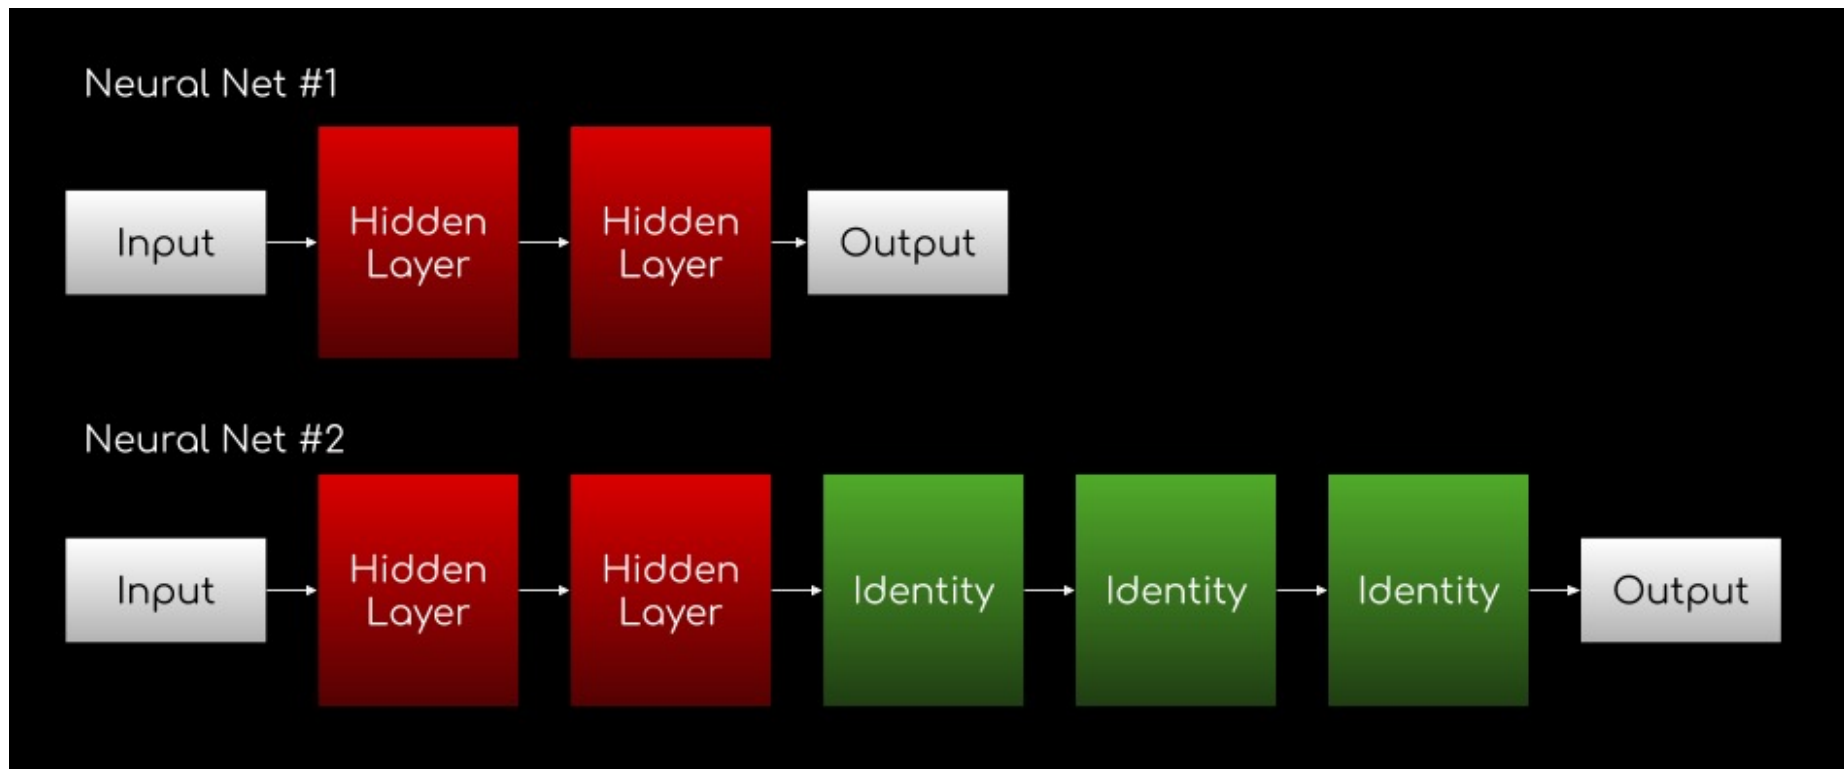 Neural Net #1
Input
Hidden
Layer
Hidden
Layer
Output
Neural Net #2
Input
Hidden
Layer
Hidden
Layer
Identity
Identity
Identity
Output